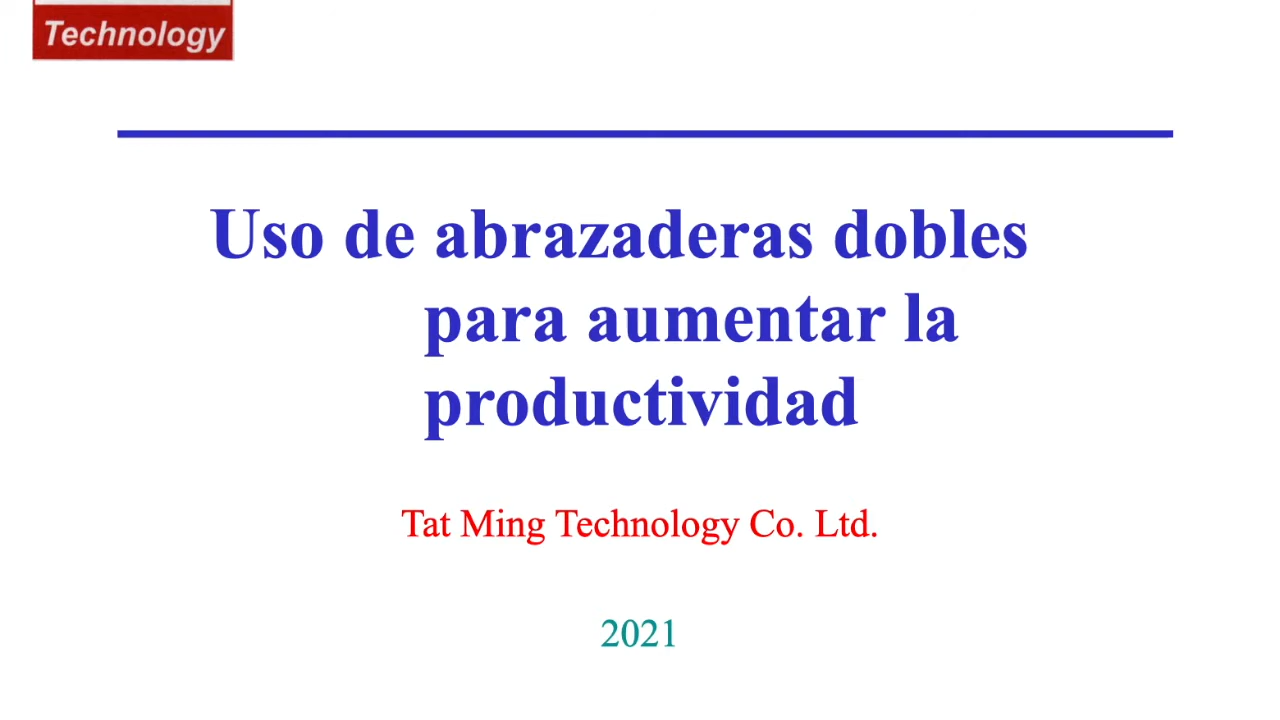 Technology
Uso de abrazaderas dobles
para aumentar la
productividad
Tat Ming Technology Co. Ltd.
2021